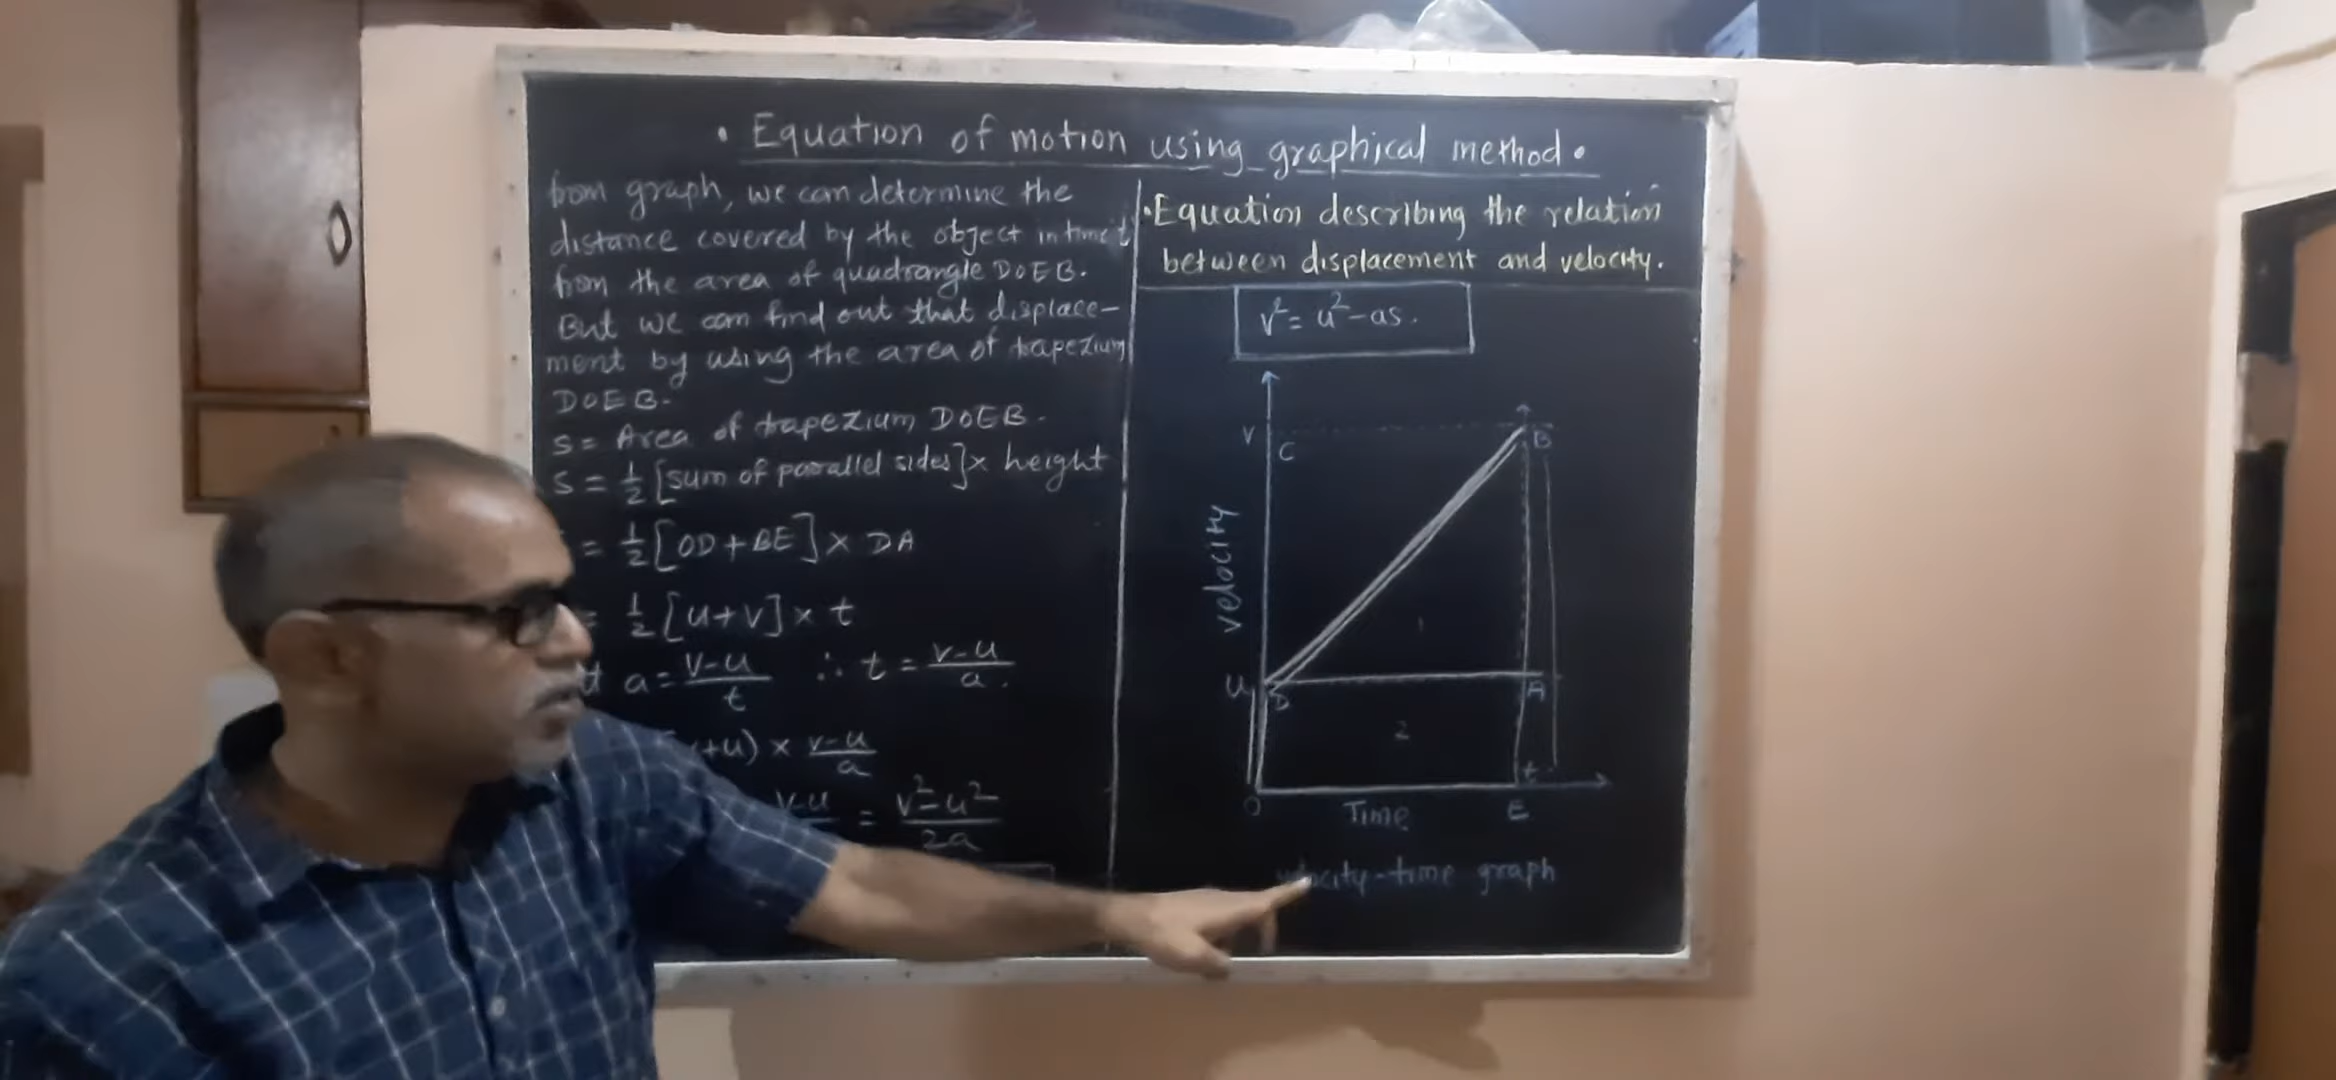 • Equation of motion using graphical method •
from graph, we can determine the
distance covered by the object in time t
from the area of quadrangle DOEB.
But we can find out that displace-
ment by using the area of trapezium
DOEB.
S = Area of trapezium DOEB.
S = 1/2 [sum of parallel sides] × height
= 1/2 [OD + BE] × DA
= 1/2 [u+v] × t
a = v-u/t ∴ t = v-u/a.
+u) × v-u/a
v-u = v²-u²/2a
• Equation describing the relation
between displacement and velocity.
v² = u² - as.
V C B
velocity
1
u D A
2
t
O Time E
velocity-time graph